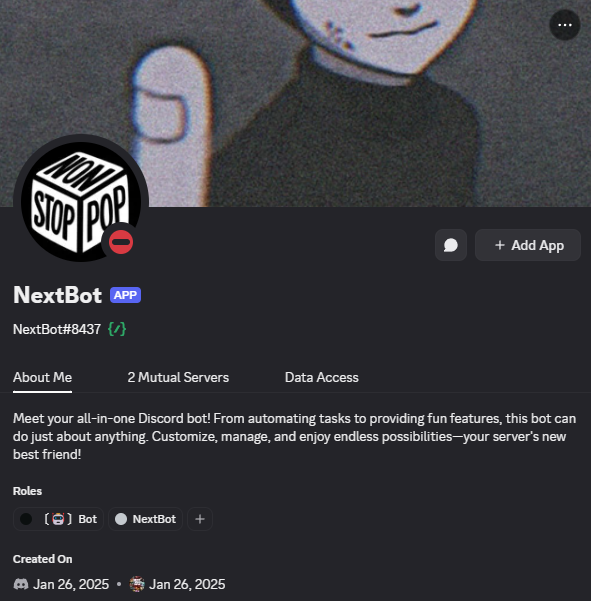 NON
STOP POP
+ Add App
NextBot APP
NextBot#8437 {/}
About Me 2 Mutual Servers Data Access
Meet your all-in-one Discord bot! From automating tasks to providing fun features, this bot can
do just about anything. Customize, manage, and enjoy endless possibilities—your server's new
best friend!
Roles
[ ] Bot NextBot +
Created On
Jan 26, 2025 • Jan 26, 2025